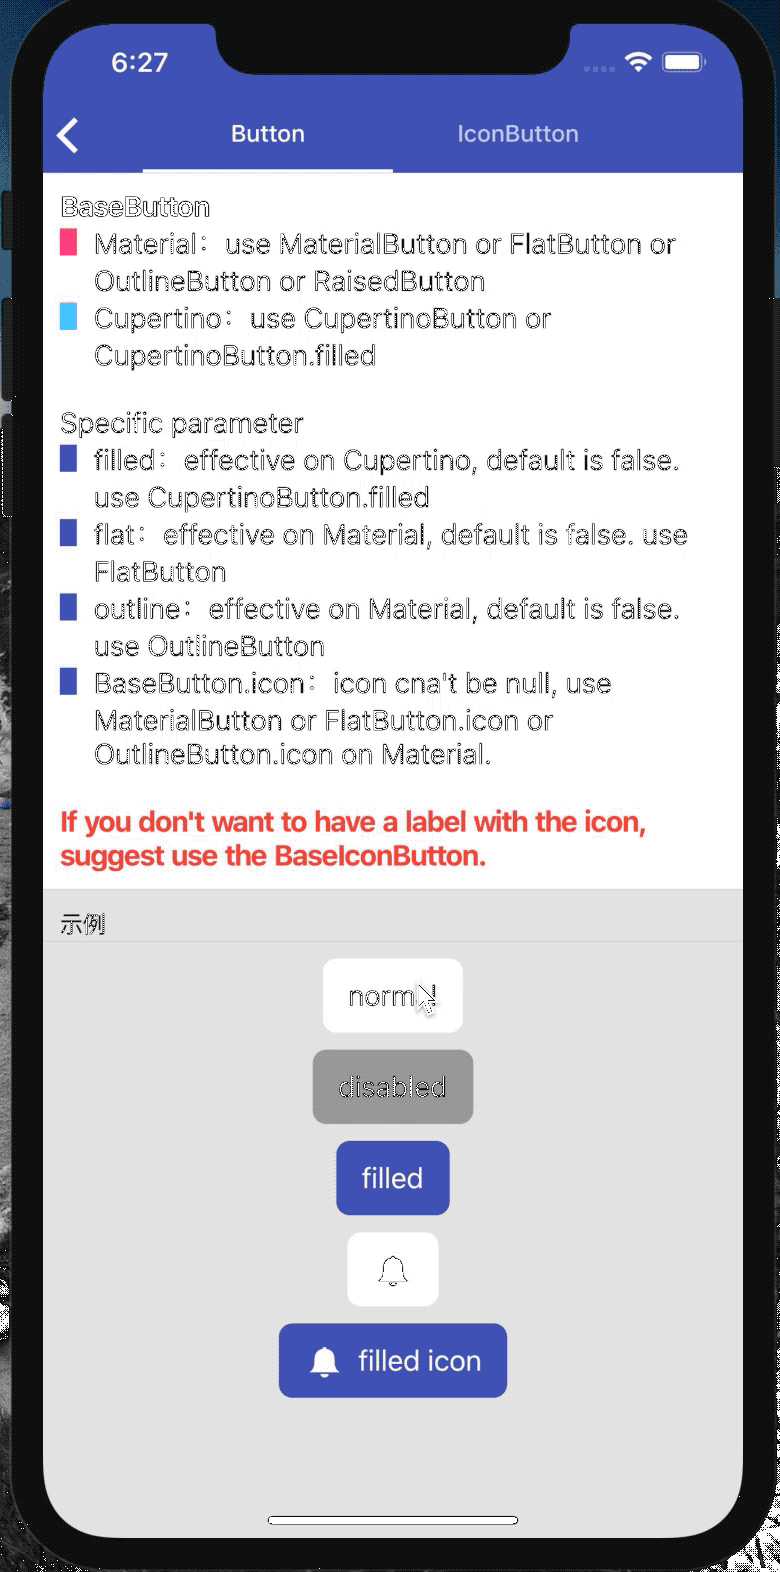 6:27
Button
IconButton
BaseButton
Material：use MaterialButton or FlatButton or
OutlineButton or RaisedButton
Cupertino：use CupertinoButton or
CupertinoButton.filled
Specific parameter
filled：effective on Cupertino, default is false.
use CupertinoButton.filled
flat：effective on Material, default is false. use
FlatButton
outline：effective on Material, default is false.
use OutlineButton
BaseButton.icon：icon cna't be null, use
MaterialButton or FlatButton.icon or
OutlineButton.icon on Material.
If you don't want to have a label with the icon,
suggest use the BaseIconButton.
示例
normal
disabled
filled
filled icon